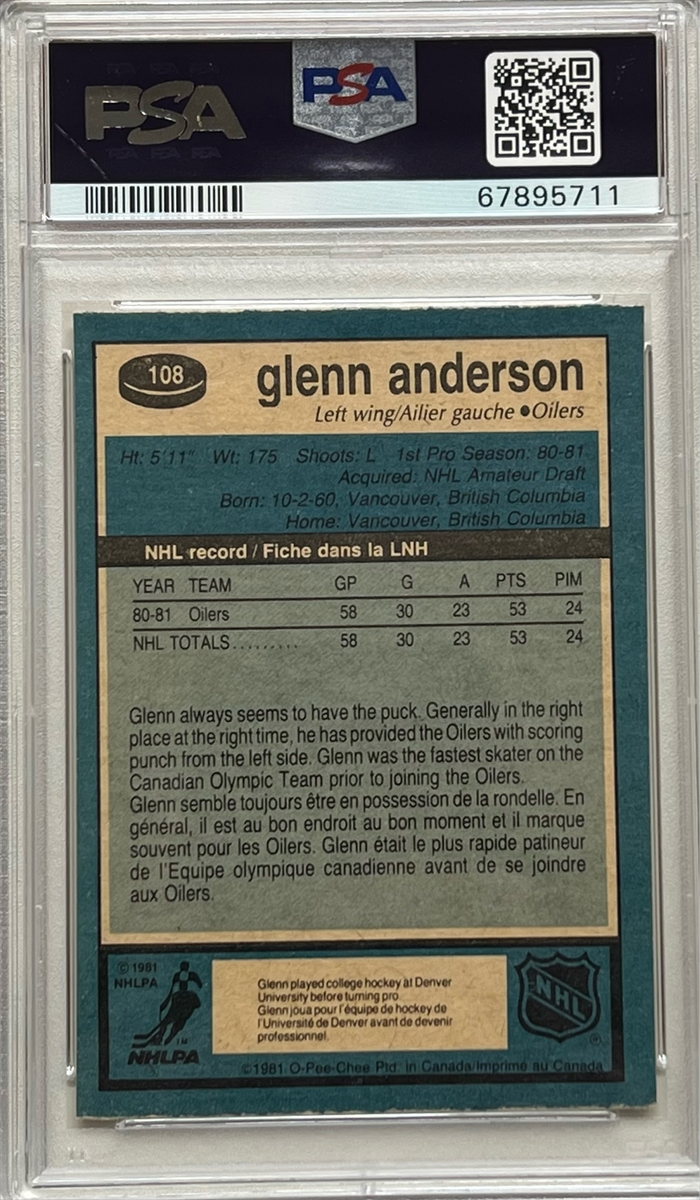 PSA
PSA
67895711
108
glenn anderson
Left wing/Ailier gauche ●Oilers
Ht: 5'11" Wt: 175 Shoots: L 1st Pro Season: 80-81
Acquired: NHL Amateur Draft
Born: 10-2-60, Vancouver, British Columbia
Home: Vancouver, British Columbia
NHL record / Fiche dans la LNH
YEAR TEAM GP G A PTS PIM
80-81 Oilers 58 30 23 53 24
NHL TOTALS......... 58 30 23 53 24
Glenn always seems to have the puck. Generally in the right
place at the right time, he has provided the Oilers with scoring
punch from the left side. Glenn was the fastest skater on the
Canadian Olympic Team prior to joining the Oilers.
Glenn semble toujours être en possession de la rondelle. En
général, il est au bon endroit au bon moment et il marque
souvent pour les Oilers. Glenn était le plus rapide patineur
de l'Equipe olympique canadienne avant de se joindre
aux Oilers.
© 1981
NHLPA
TM
NHLPA
Glenn played college hockey at Denver
University before turning pro.
Glenn joua pour l'équipe de hockey de
l'Université de Denver avant de devenir
professionnel.
NHL
®
©1981 O-Pee-Chee Ptd. in Canada/Imprimé au Canada